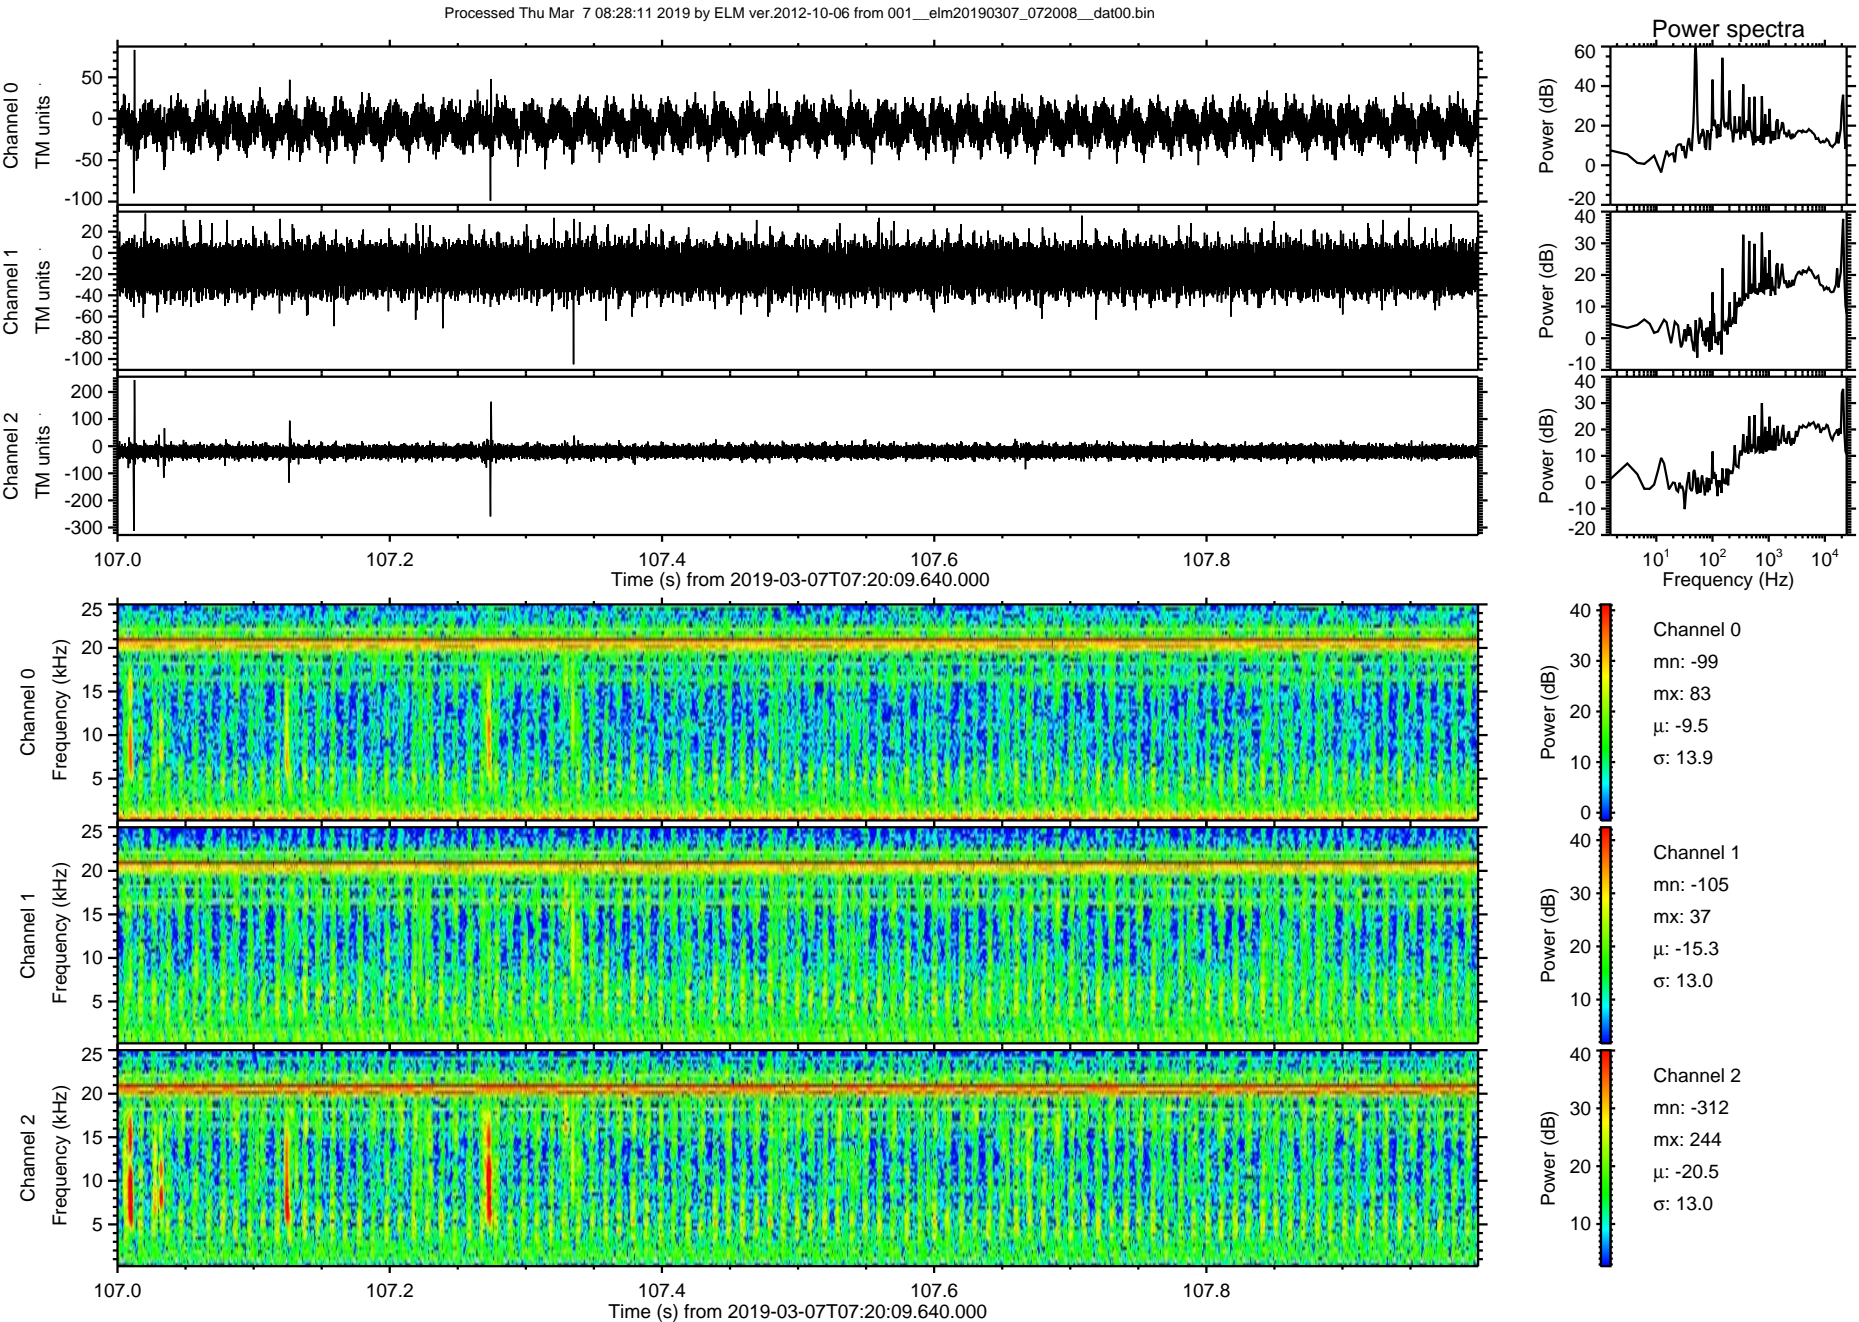 Processed Thu Mar  7 08:28:11 2019 by ELM ver.2012-10-06 from 001__elm20190307_072008__dat00.bin
Power spectra
Channel 0
TM units
50
0
-50
-100
Power (dB)
60
40
20
0
-20
Channel 1
TM units
20
0
-20
-40
-60
-80
-100
Power (dB)
40
30
20
10
0
-10
Channel 2
TM units
200
100
0
-100
-200
-300
Power (dB)
40
30
20
10
0
-10
-20
107.0 107.2 107.4 107.6 107.8
Time (s) from 2019-03-07T07:20:09.640.000
10¹ 10² 10³ 10⁴
Frequency (Hz)
Channel 0
Frequency (kHz)
25
20
15
10
5
Power (dB)
40
30
20
10
0
Channel 0
mn: -99
mx: 83
μ: -9.5
σ: 13.9
Channel 1
Frequency (kHz)
25
20
15
10
5
Power (dB)
40
30
20
10
Channel 1
mn: -105
mx: 37
μ: -15.3
σ: 13.0
Channel 2
Frequency (kHz)
25
20
15
10
5
Power (dB)
40
30
20
10
Channel 2
mn: -312
mx: 244
μ: -20.5
σ: 13.0
107.0 107.2 107.4 107.6 107.8
Time (s) from 2019-03-07T07:20:09.640.000